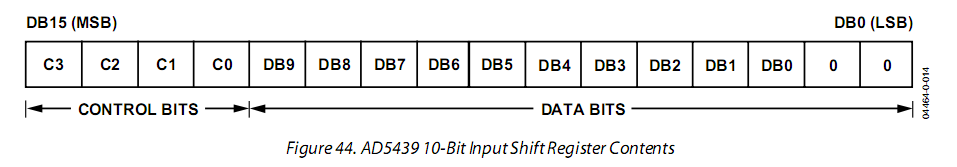 DB15 (MSB) DB0 (LSB)
C3 C2 C1 C0 DB9 DB8 DB7 DB6 DB5 DB4 DB3 DB2 DB1 DB0 0 0
CONTROL BITS DATA BITS
04464-0-014
Figure 44. AD5439 10-Bit Input Shift Register Contents